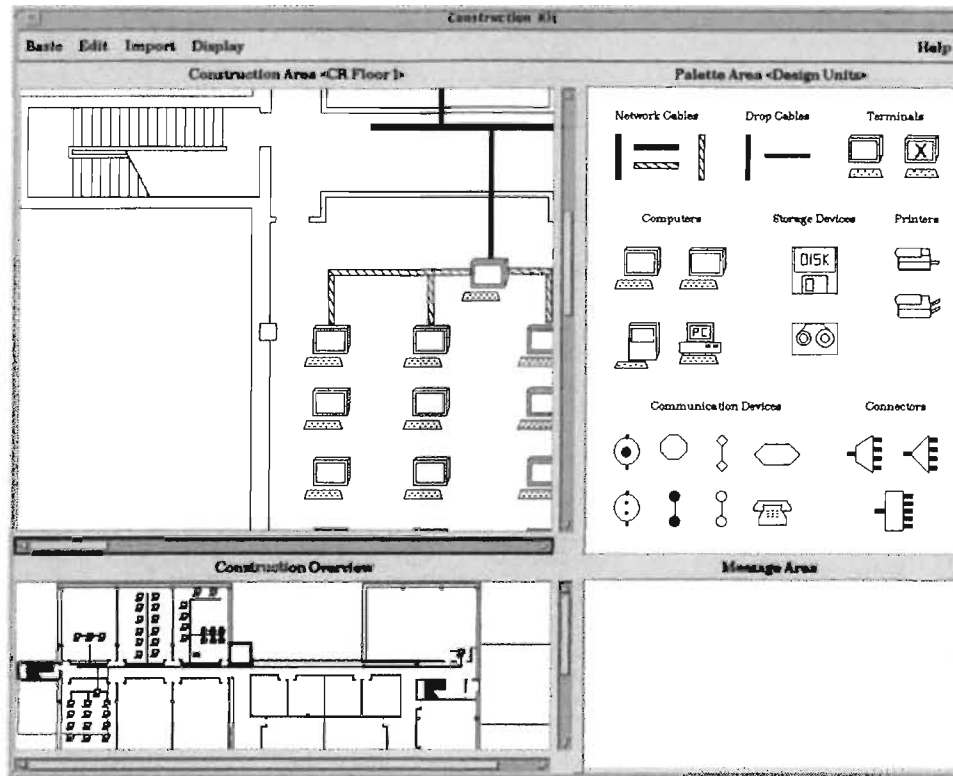 Construction Kit
Basie Edit Import Display Help
Construction Area <CR Floor 1>
Palette Area <Design Units>
Network Cables Drop Cables Terminals
X
Computers Storage Devices Printers
DISK
PC
Communication Devices Connectors
Construction Overview
Message Area